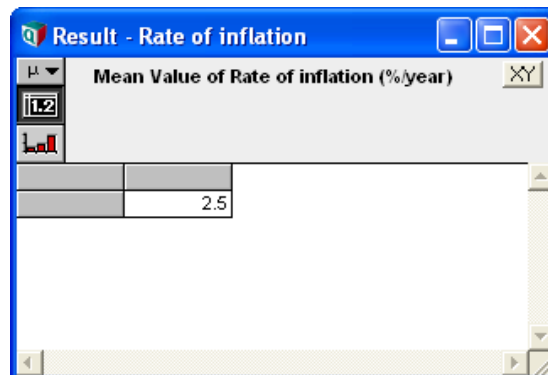 Result - Rate of inflation
μ
Mean Value of Rate of inflation (%/year)
XY
1.2
2.5